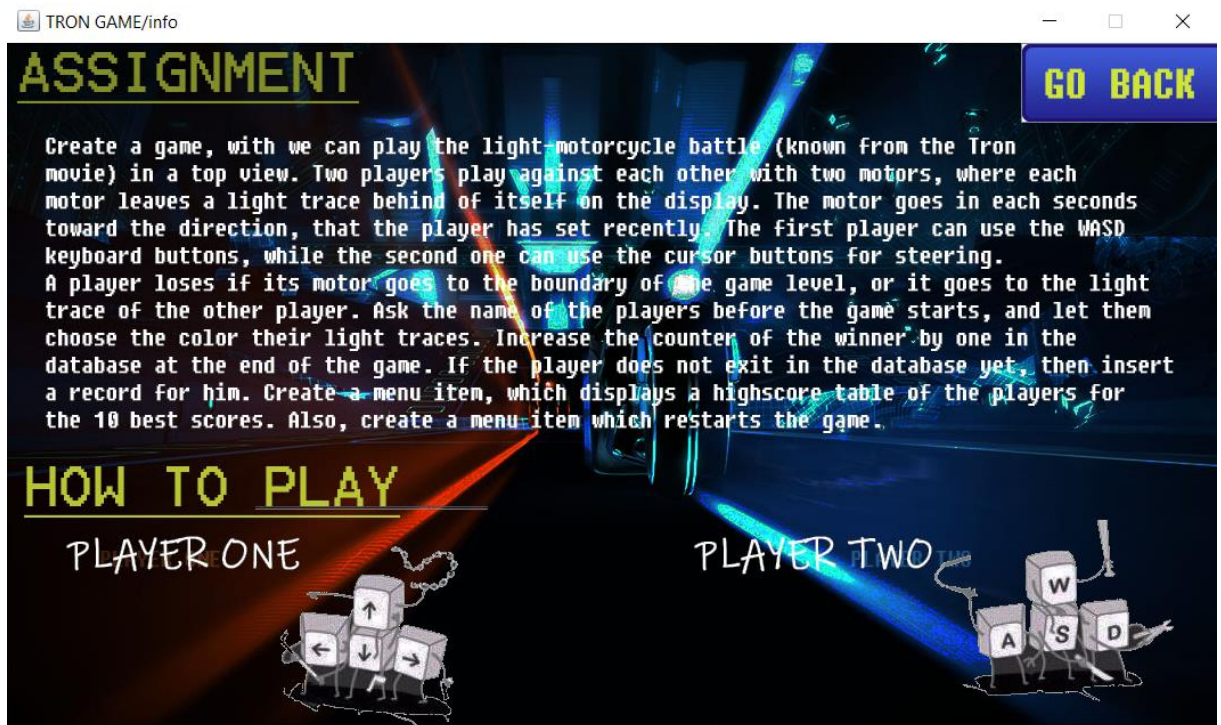 TRON GAME/info
ASSIGNMENT
GO BACK
Create a game, with we can play the light-motorcycle battle (known from the Tron
movie) in a top view. Two players play against each other with two motors, where each
motor leaves a light trace behind of itself on the display. The motor goes in each seconds
toward the direction, that the player has set recently. The first player can use the WASD
keyboard buttons, while the second one can use the cursor buttons for steering.
A player loses if its motor goes to the boundary of the game level, or it goes to the light
trace of the other player. Ask the name of the players before the game starts, and let them
choose the color their light traces. Increase the counter of the winner by one in the
database at the end of the game. If the player does not exit in the database yet, then insert
a record for him. Create a menu item, which displays a highscore table of the players for
the 10 best scores. Also, create a menu item which restarts the game.
HOW TO PLAY
PLAYER ONE
PLAYER TWO
↑
← ↓ →
W
A S D